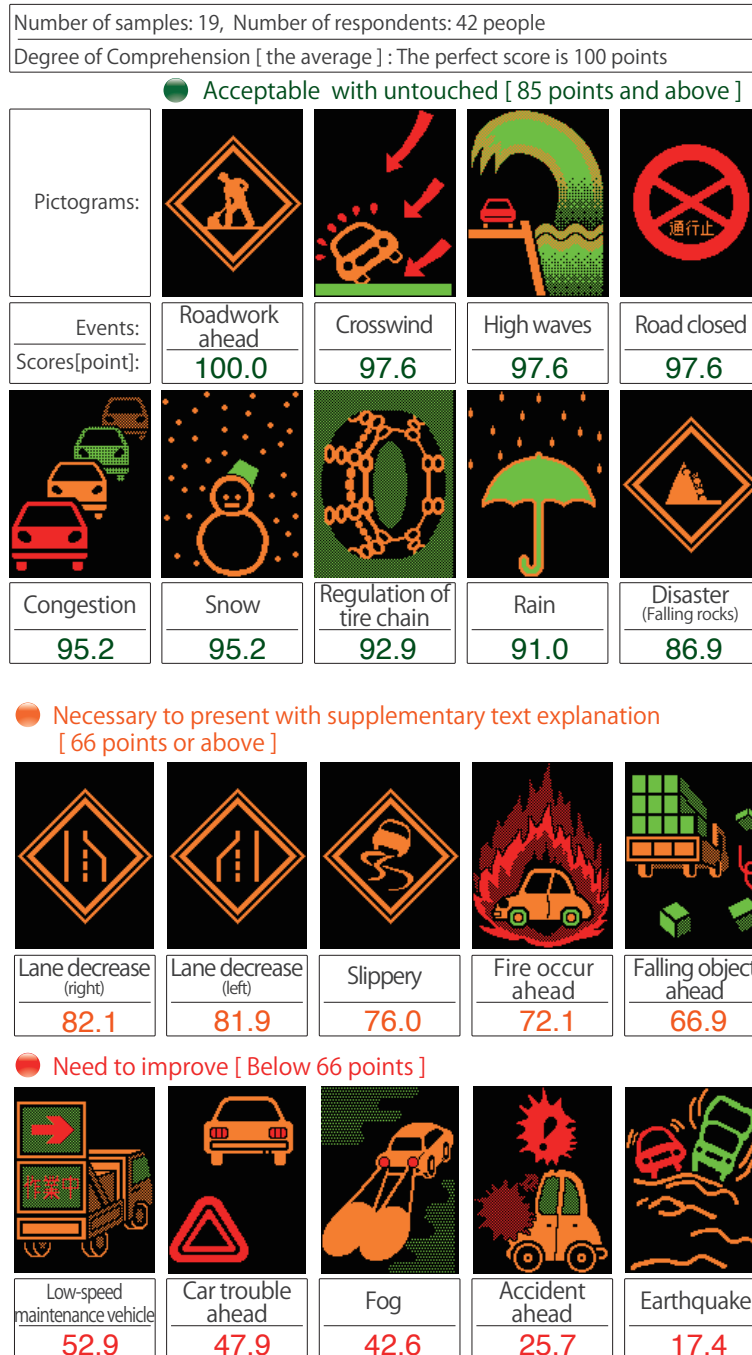 Number of samples: 19, Number of respondents: 42 people
Degree of Comprehension [ the average ] : The perfect score is 100 points
Acceptable with untouched [ 85 points and above ]
Pictograms:
通行止
Events:
Roadwork
ahead
Crosswind
High waves
Road closed
Scores[point]:
100.0
97.6
97.6
97.6
Congestion
Snow
Regulation of
tire chain
Rain
Disaster
(Falling rocks)
95.2
95.2
92.9
91.0
86.9
Necessary to present with supplementary text explanation
[ 66 points or above ]
Lane decrease
(right)
Lane decrease
(left)
Slippery
Fire occur
ahead
Falling object
ahead
82.1
81.9
76.0
72.1
66.9
Need to improve [ Below 66 points ]
作業中
Low-speed
maintenance vehicle
Car trouble
ahead
Fog
Accident
ahead
Earthquake
52.9
47.9
42.6
25.7
17.4